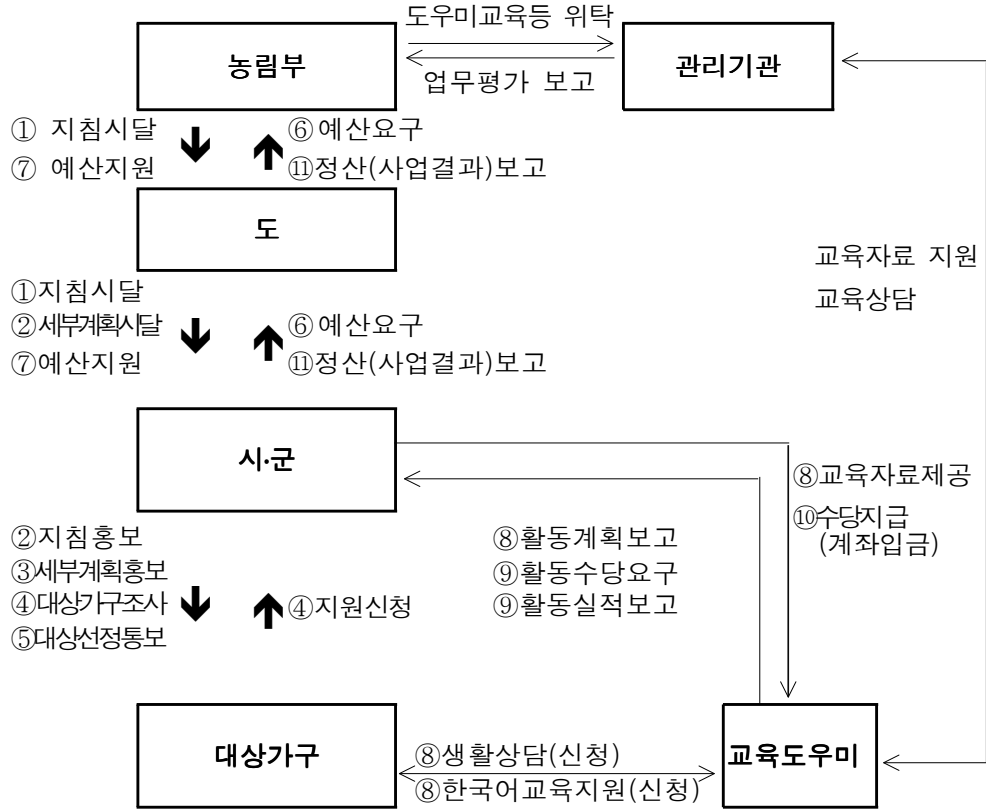 도우미교육등 위탁
농림부
관리기관
업무평가 보고
① 지침시달
⑦ 예산지원
⑥예산요구
⑪정산(사업결과)보고
도
교육자료 지원
교육상담
①지침시달
②세부계획시달
⑦예산지원
⑥예산요구
⑪정산(사업결과)보고
시·군
⑧교육자료제공
⑩수당지급
(계좌입금)
②지침홍보
③세부계획홍보
④대상가구조사
⑤대상선정통보
④지원신청
⑧활동계획보고
⑨활동수당요구
⑨활동실적보고
대상가구
⑧생활상담(신청)
⑧한국어교육지원(신청)
교육도우미